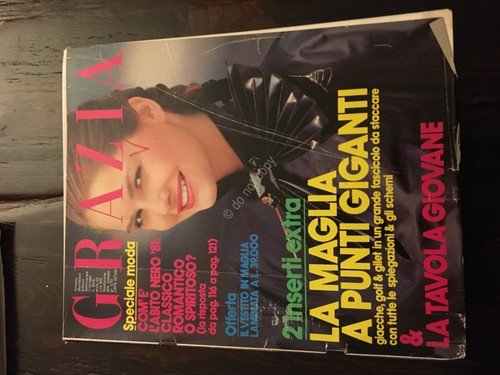 GRAZIA
Speciale moda
COM'È
L'ABITO NERO '85:
CLASSICO
ROMANTICO
O SPIRITOSO?
(la risposta
da pag. 116 a pag. 121)
Offerta
IL VESTITO IN MAGLIA
LAMINATA A L. 39.000
2 inserti extra
LA MAGLIA
A PUNTI GIGANTI
giacche, golf & gilet in un grande fascicolo da staccare
con tutte le spiegazioni & gli schemi
& LA TAVOLA GIOVANE
do not copy